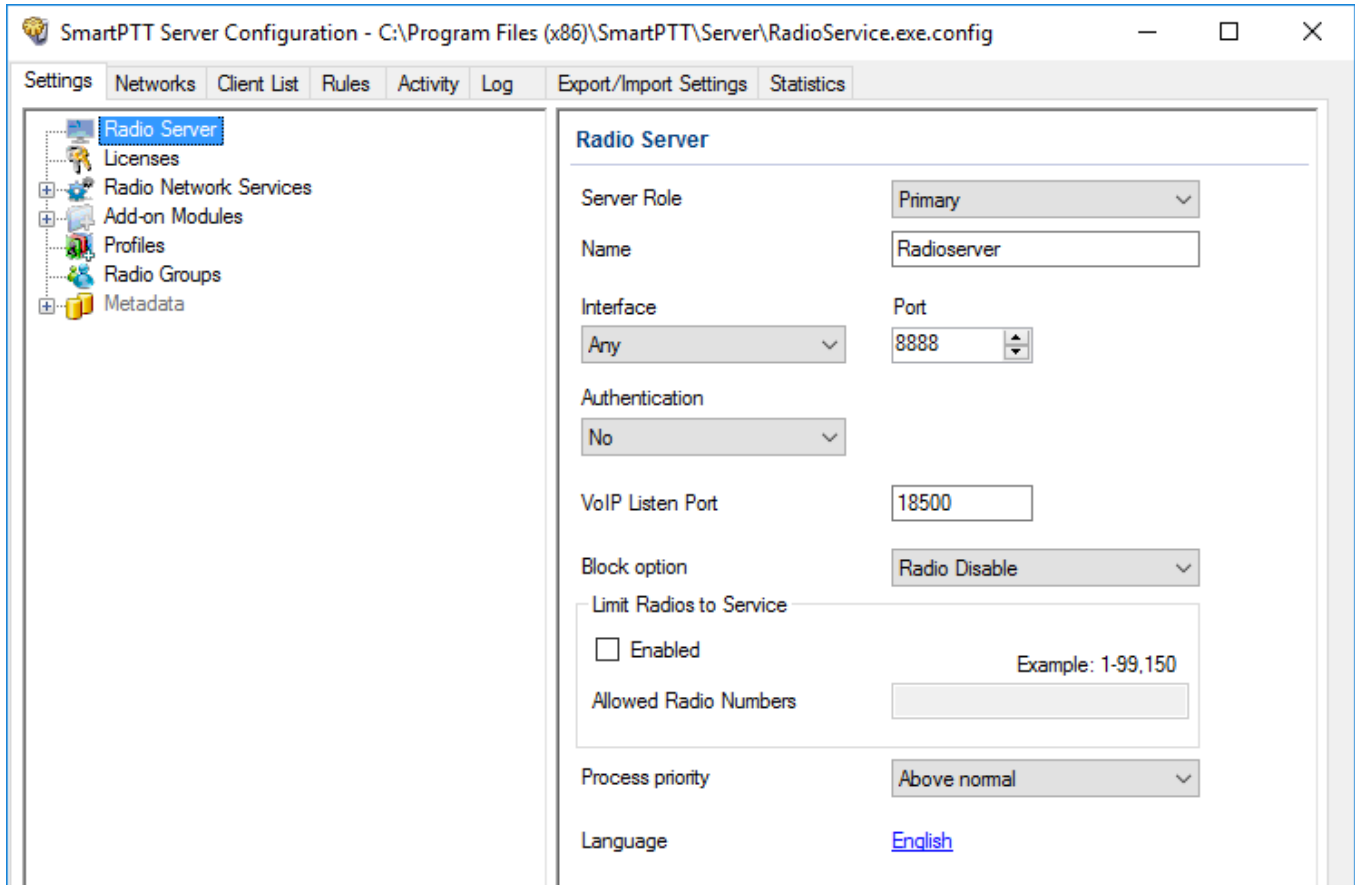 SmartPTT Server Configuration - C:\Program Files (x86)\SmartPTT\Server\RadioService.exe.config
Settings Networks Client List Rules Activity Log Export/Import Settings Statistics
Radio Server
Licenses
Radio Network Services
Add-on Modules
Profiles
Radio Groups
Metadata
Radio Server
Server Role Primary
Name Radioserver
Interface Port
Any 8888
Authentication
No
VoIP Listen Port 18500
Block option Radio Disable
Limit Radios to Service
Enabled
Example: 1-99,150
Allowed Radio Numbers
Process priority Above normal
Language English